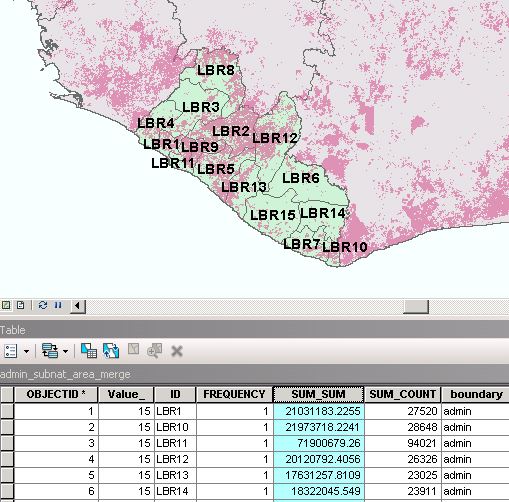 LBR8
LBR3
LBR4
LBR2
LBR12
LBR1
LBR9
LBR11
LBR5
LBR6
LBR13
LBR15
LBR14
LBR7
LBR10
Table
admin_subnat_area_merge
OBJECTID * Value_ ID FREQUENCY SUM_SUM SUM_COUNT boundary
1 15 LBR1 1 21031183.2255 27520 admin
2 15 LBR10 1 21973718.2241 28648 admin
3 15 LBR11 1 71900679.26 94021 admin
4 15 LBR12 1 20120792.4056 26326 admin
5 15 LBR13 1 17631257.8109 23025 admin
6 15 LBR14 1 18322045.549 23911 admin